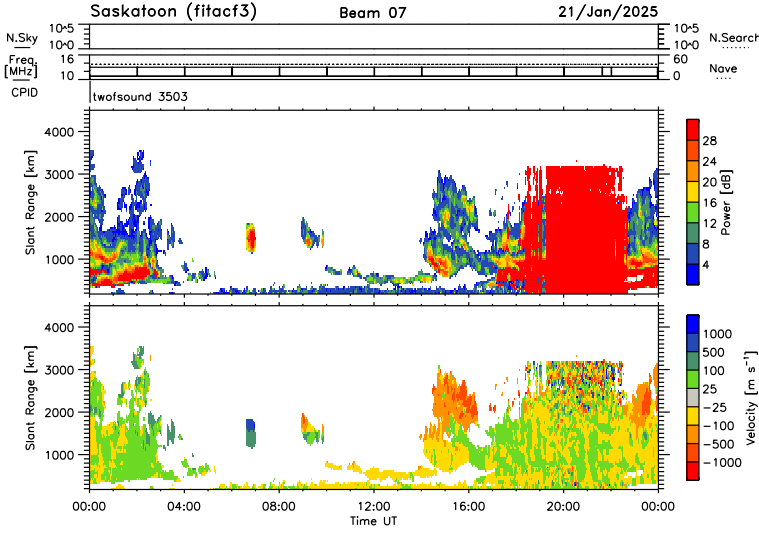 Saskatoon (fitacf3) Beam 07 21/Jan/2025
10^5 10^5
N.Sky N.Search
10^0 10^0
Freq. 16 60
[MHz] Nave
10 0
CPID
twofsound 3503
4000
3000
2000
1000
Slant Range [km]
28
24
20
16
12
8
4
Power [dB]
4000
3000
2000
1000
Slant Range [km]
1000
500
100
25
−25
−100
−500
−1000
Velocity [m s⁻¹]
00:00 04:00 08:00 12:00 16:00 20:00 00:00
Time UT